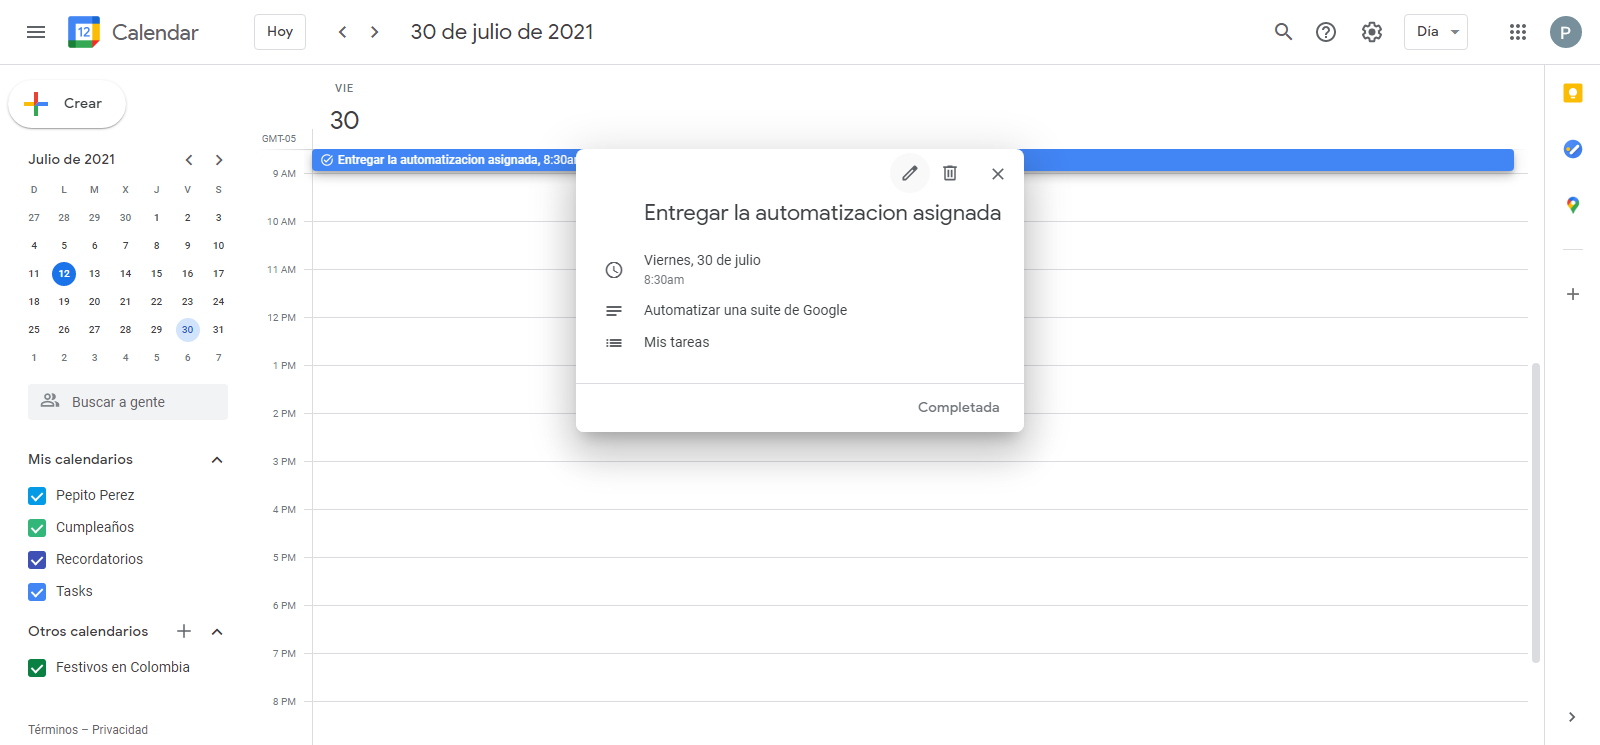 12 Calendar
Hoy
30 de julio de 2021
Día
P
Crear
VIE
30
GMT-05
Entregar la automatizacion asignada, 8:30a
Julio de 2021
D L M X J V S
27 28 29 30 1 2 3
4 5 6 7 8 9 10
11 12 13 14 15 16 17
18 19 20 21 22 23 24
25 26 27 28 29 30 31
1 2 3 4 5 6 7
Buscar a gente
Mis calendarios
Pepito Perez
Cumpleaños
Recordatorios
Tasks
Otros calendarios
Festivos en Colombia
Términos – Privacidad
9 AM
10 AM
11 AM
12 PM
1 PM
2 PM
3 PM
4 PM
5 PM
6 PM
7 PM
8 PM
Entregar la automatizacion asignada
Viernes, 30 de julio
8:30am
Automatizar una suite de Google
Mis tareas
Completada